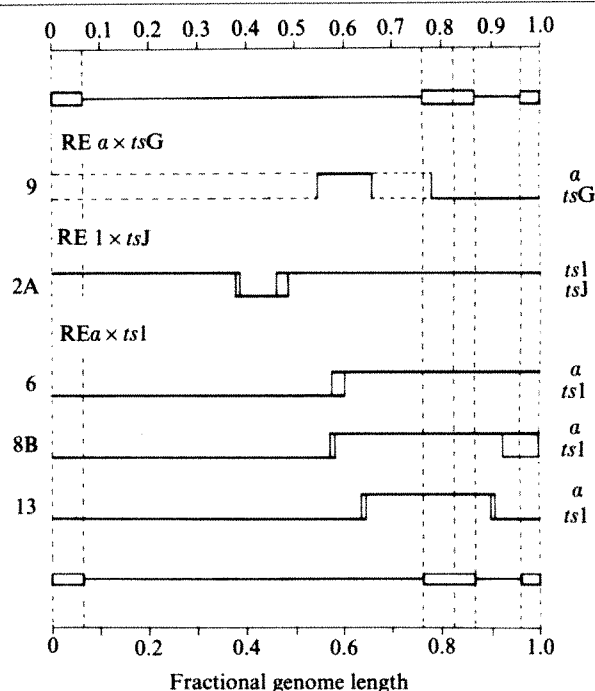 0 0.1 0.2 0.3 0.4 0.5 0.6 0.7 0.8 0.9 1.0
RE a × tsG
9 a
tsG
RE 1 × tsJ
2A ts1
tsJ
REa × ts1
6 a
ts1
8B a
ts1
13 a
ts1
0 0.2 0.4 0.6 0.8 1.0
Fractional genome length